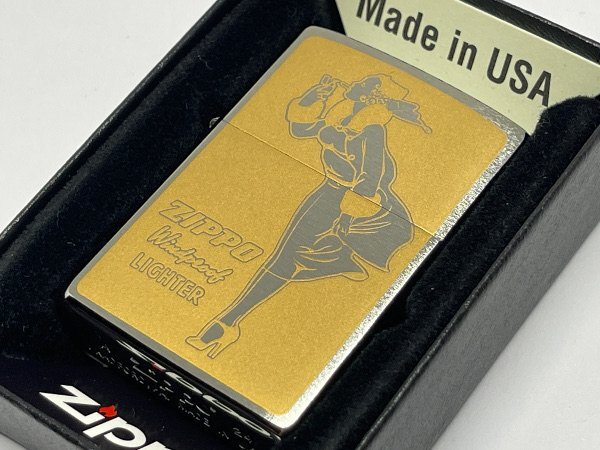 Made in USA
ZIPPO
Windproof
LIGHTER
Zippo